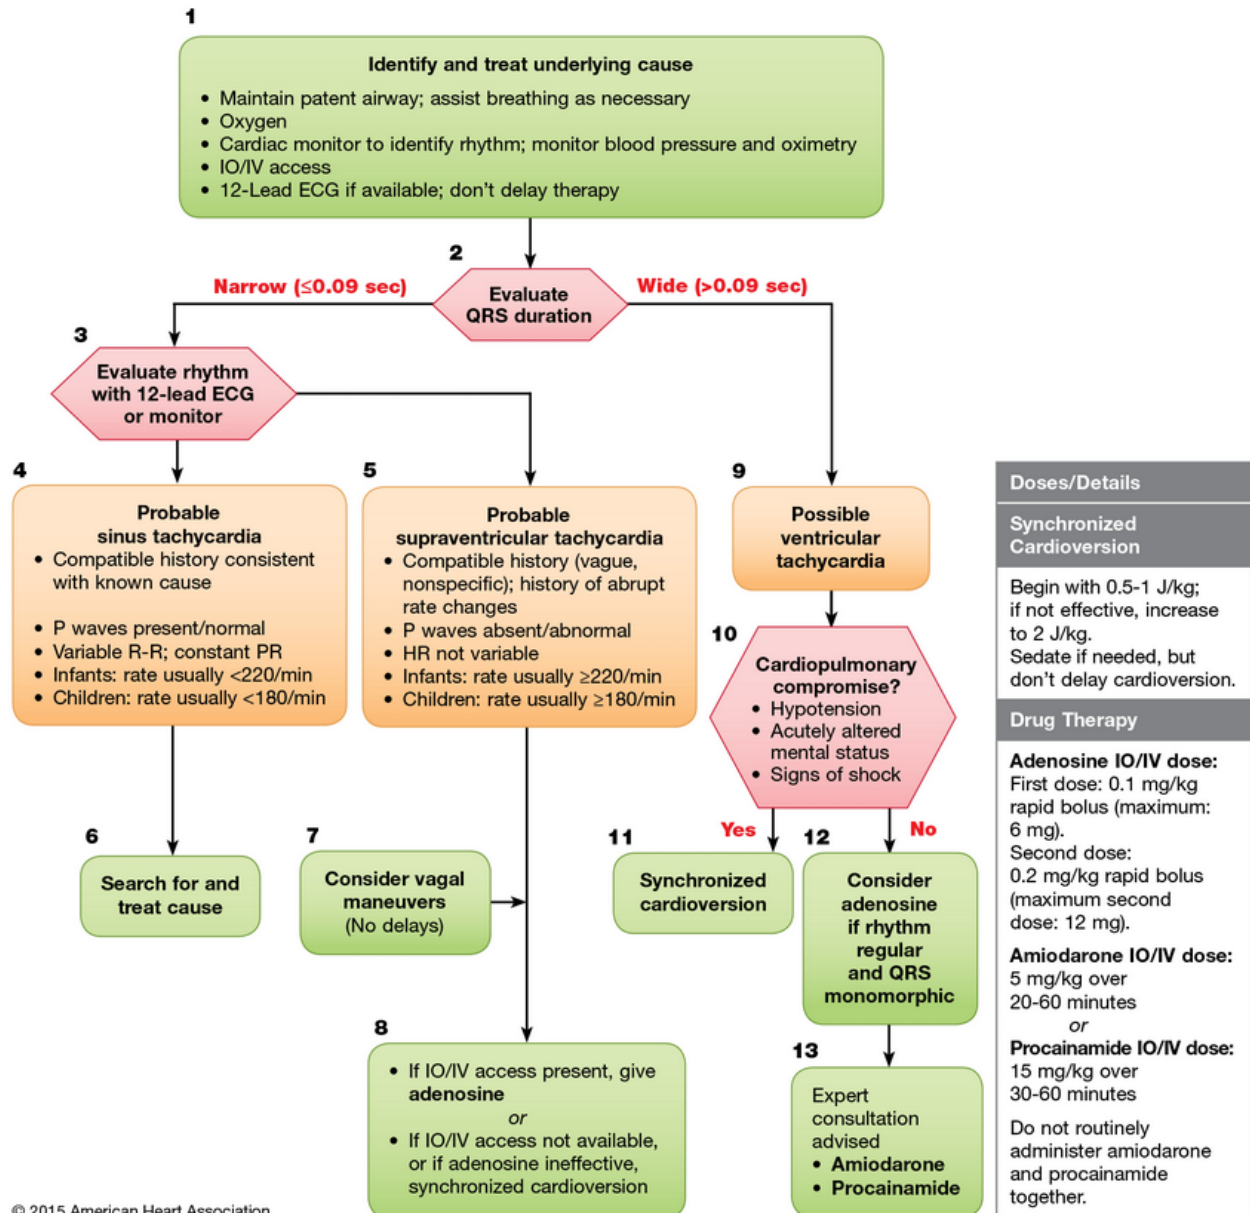 1
Identify and treat underlying cause
• Maintain patent airway; assist breathing as necessary
• Oxygen
• Cardiac monitor to identify rhythm; monitor blood pressure and oximetry
• IO/IV access
• 12-Lead ECG if available; don’t delay therapy
2
Narrow (≤0.09 sec)
Evaluate
QRS duration
Wide (>0.09 sec)
3
Evaluate rhythm
with 12-lead ECG
or monitor
4
Probable
sinus tachycardia
• Compatible history consistent
with known cause
• P waves present/normal
• Variable R-R; constant PR
• Infants: rate usually <220/min
• Children: rate usually <180/min
5
Probable
supraventricular tachycardia
• Compatible history (vague,
nonspecific); history of abrupt
rate changes
• P waves absent/abnormal
• HR not variable
• Infants: rate usually ≥220/min
• Children: rate usually ≥180/min
9
Possible
ventricular
tachycardia
10
Cardiopulmonary
compromise?
• Hypotension
• Acutely altered
mental status
• Signs of shock
Yes
No
6
Search for and
treat cause
7
Consider vagal
maneuvers
(No delays)
11
Synchronized
cardioversion
12
Consider
adenosine
if rhythm
regular
and QRS
monomorphic
8
• If IO/IV access present, give
adenosine
or
• If IO/IV access not available,
or if adenosine ineffective,
synchronized cardioversion
13
Expert
consultation
advised
• Amiodarone
• Procainamide
Doses/Details
Synchronized
Cardioversion
Begin with 0.5-1 J/kg;
if not effective, increase
to 2 J/kg.
Sedate if needed, but
don’t delay cardioversion.
Drug Therapy
Adenosine IO/IV dose:
First dose: 0.1 mg/kg
rapid bolus (maximum:
6 mg).
Second dose:
0.2 mg/kg rapid bolus
(maximum second
dose: 12 mg).
Amiodarone IO/IV dose:
5 mg/kg over
20-60 minutes
or
Procainamide IO/IV dose:
15 mg/kg over
30-60 minutes
Do not routinely
administer amiodarone
and procainamide
together.
© 2015 American Heart Association